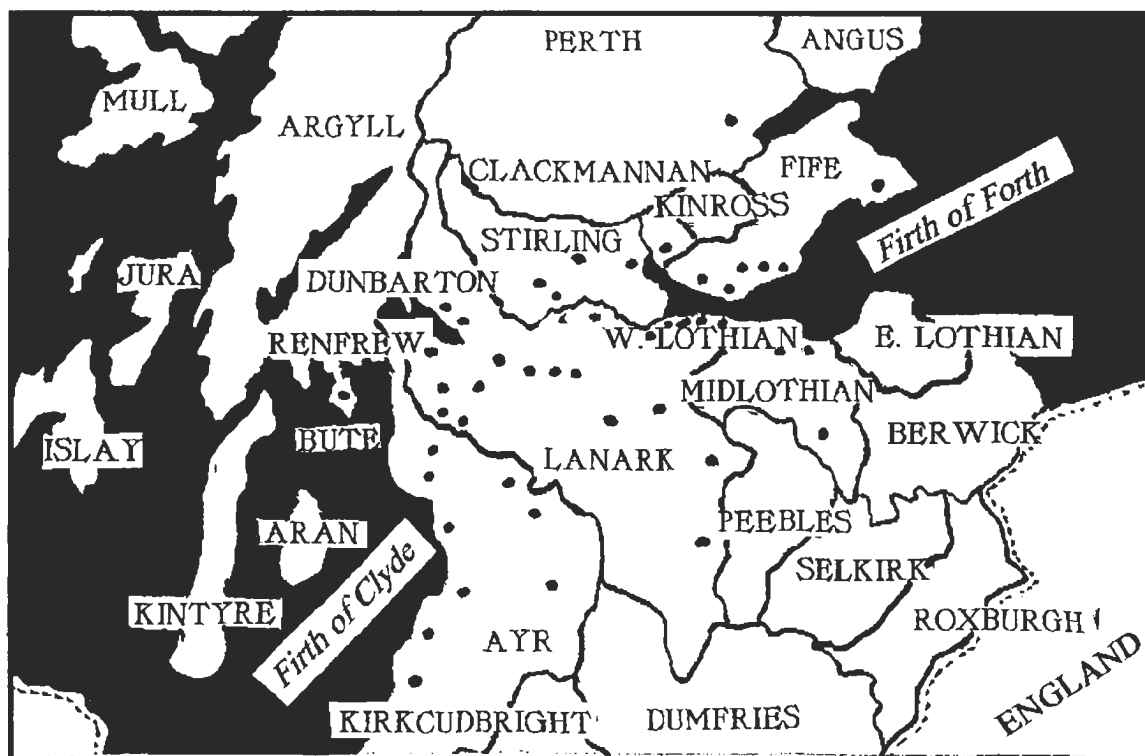 PERTH
ANGUS
MULL
ARGYLL
CLACKMANNAN
FIFE
KINROSS
Firth of Forth
STIRLING
JURA
DUNBARTON
RENFREW
W. LOTHIAN
E. LOTHIAN
MIDLOTHIAN
BUTE
BERWICK
ISLAY
LANARK
PEEBLES
ARAN
SELKIRK
KINTYRE
Firth of Clyde
ROXBURGH
AYR
ENGLAND
KIRKCUDBRIGHT
DUMFRIES